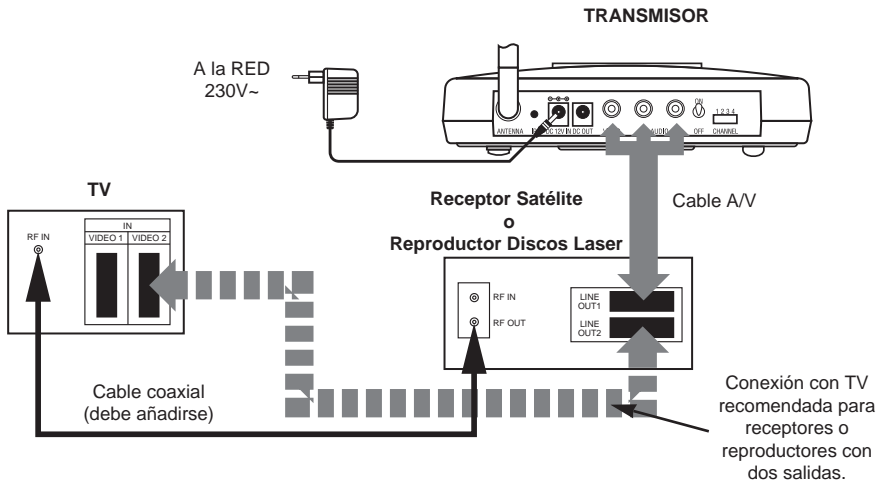 TRANSMISOR
A la RED
230V~
ON
1 2 3 4
ANTENNA
DC 12V IN DC OUT
AUDIO
OFF
CHANNEL
TV
Receptor Satélite
o
Reproductor Discos Laser
Cable A/V
IN
RF IN
VIDEO 1
VIDEO 2
RF IN
RF OUT
LINE
OUT1
LINE
OUT2
Cable coaxial
(debe añadirse)
Conexión con TV
recomendada para
receptores o
reproductores con
dos salidas.